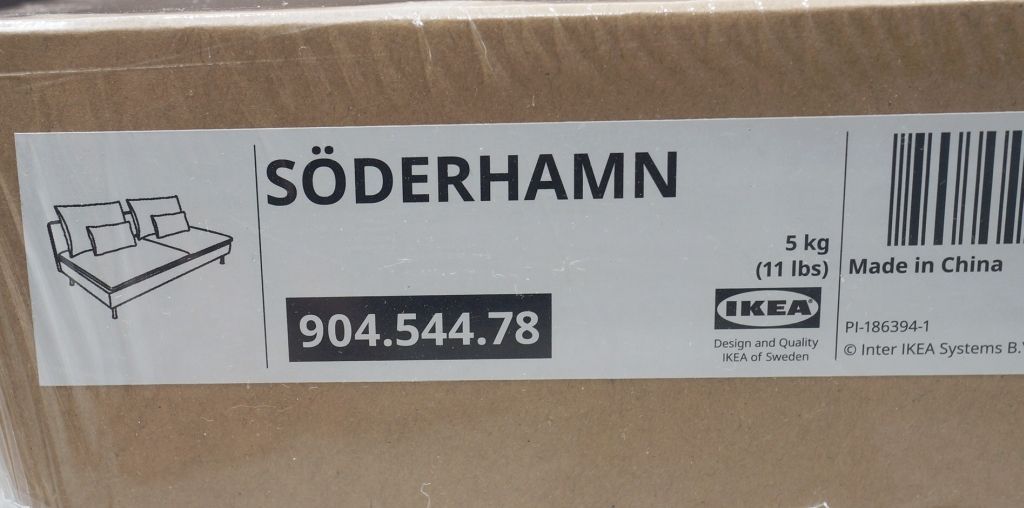 SÖDERHAMN
904.544.78
5 kg
(11 lbs)
IKEA
Design and Quality
IKEA of Sweden
Made in China
PI-186394-1
© Inter IKEA Systems B.V